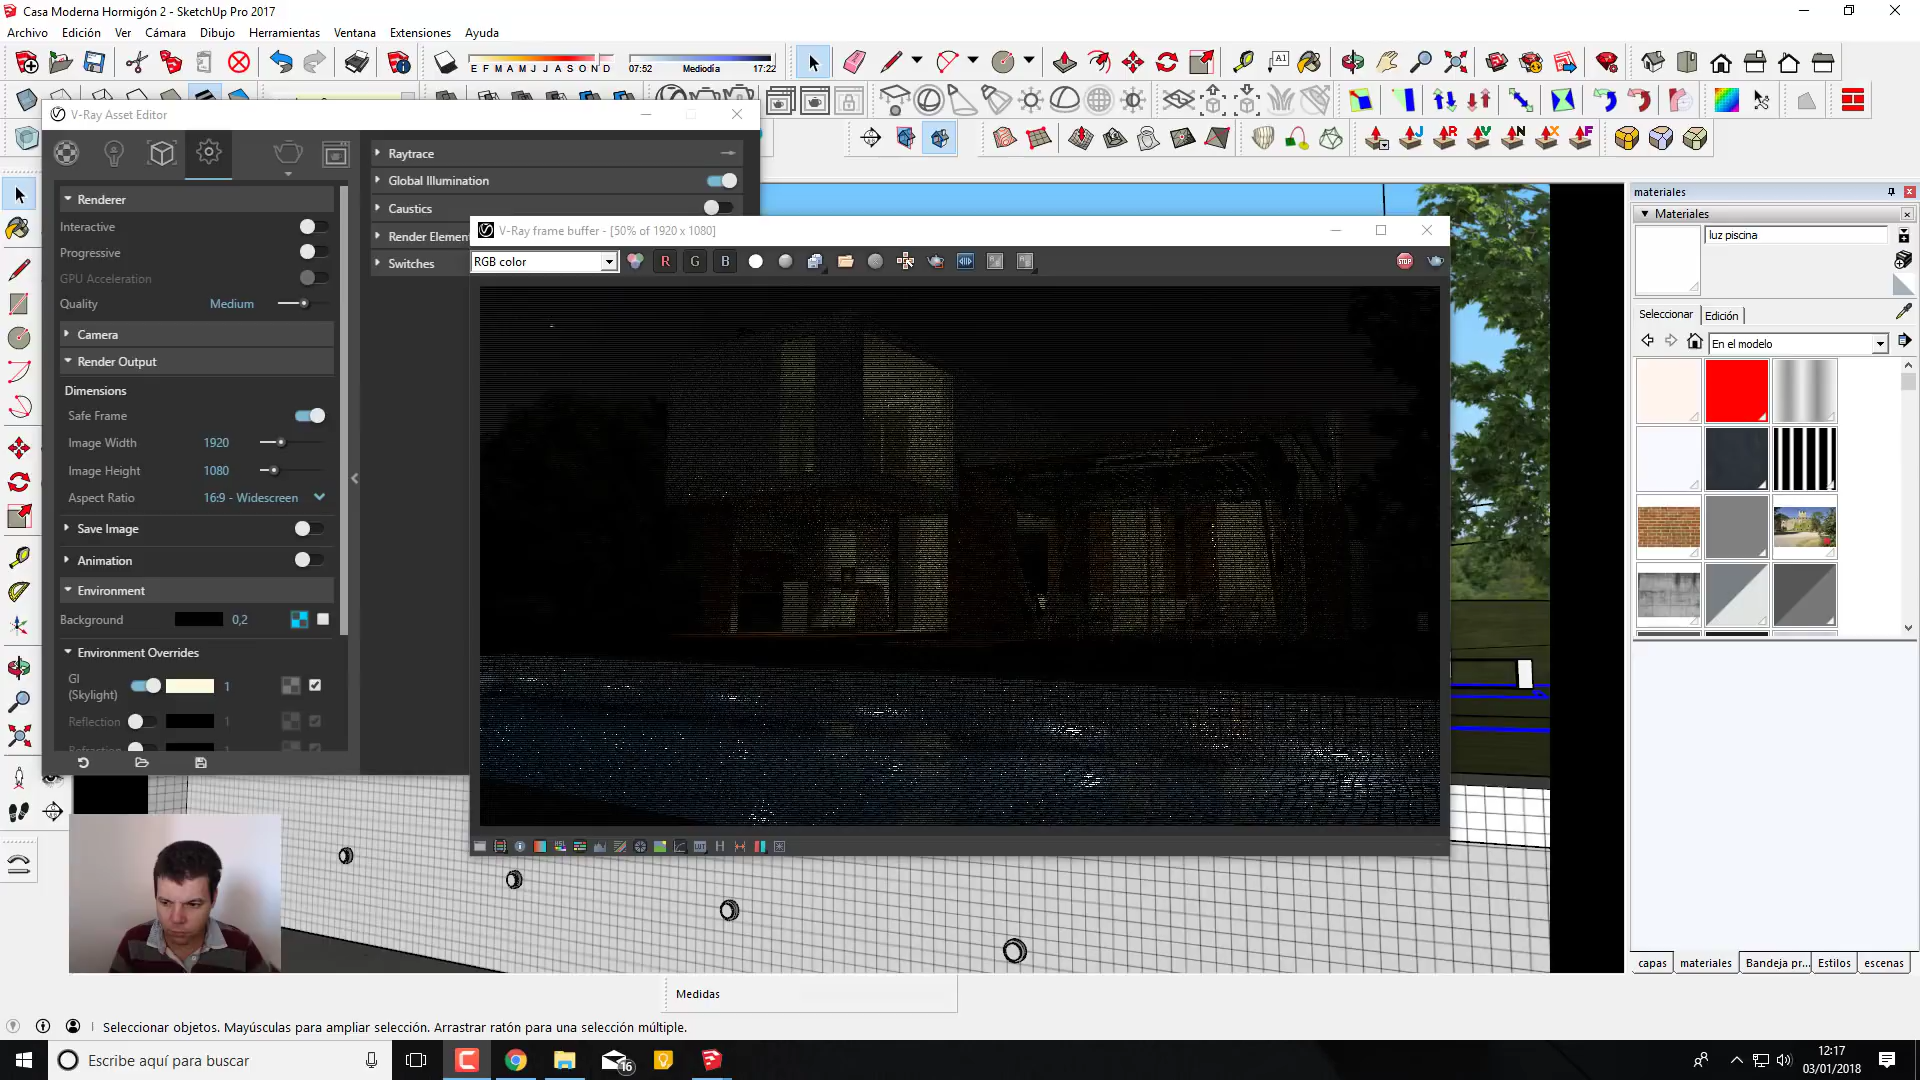 Casa Moderna Hormigón 2 - SketchUp Pro 2017
Archivo Edición Ver Cámara Dibujo Herramientas Ventana Extensiones Ayuda
E F M A M J J A S O N D
07:52 Mediodía 17:22
A1
J R V N X F
V-Ray Asset Editor
Renderer
Interactive
Progressive
GPU Acceleration
Quality Medium
Camera
Render Output
Dimensions
Safe Frame
Image Width 1920
Image Height 1080
Aspect Ratio 16:9 - Widescreen
Save Image
Animation
Environment
Background 0,2
Environment Overrides
GI
(Skylight) 1
Reflection 1
Raytrace
Global Illumination
Caustics
Render Elemen
Switches
V-Ray frame buffer - [50% of 1920 x 1080]
RGB color R G B STOP
H
materiales
Materiales
luz piscina
Seleccionar Edición
En el modelo
capas materiales Bandeja pr... Estilos escenas
Medidas
Seleccionar objetos. Mayúsculas para ampliar selección. Arrastrar ratón para una selección múltiple.
Escribe aquí para buscar
16
12:17
03/01/2018